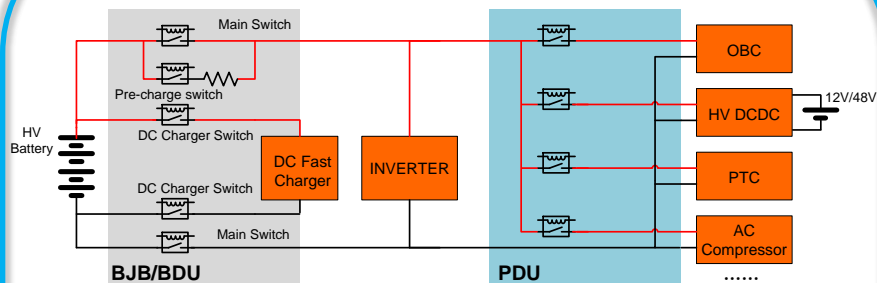 Main Switch
OBC
Pre-charge switch
12V/48V
HV DCDC
HV
Battery
DC Charger Switch
DC Fast
Charger
INVERTER
PTC
DC Charger Switch
Main Switch
AC
Compressor
BJB/BDU
PDU
......